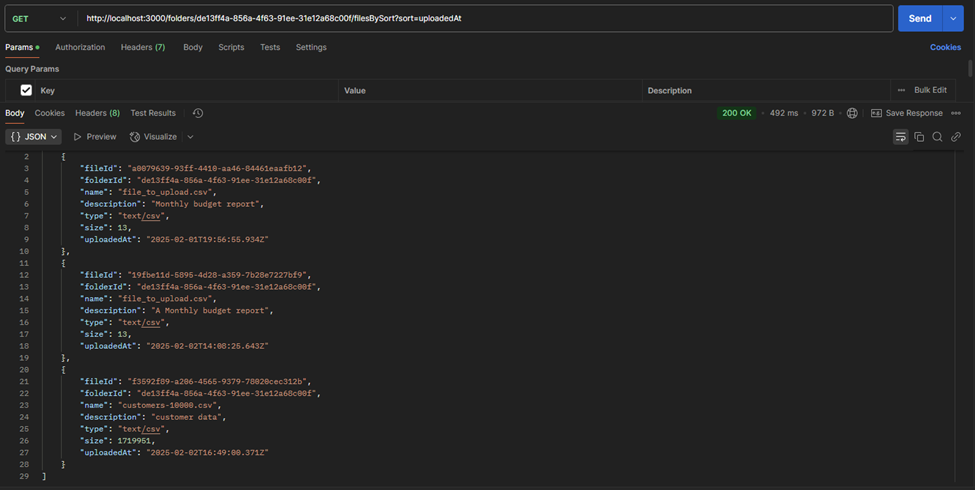 GET http://localhost:3000/folders/de13ff4a-856a-4f63-91ee-31e12a68c00f/filesBySort?sort=uploadedAt Send
Params Authorization Headers (7) Body Scripts Tests Settings Cookies
Query Params
Key Value Description Bulk Edit
Body Cookies Headers (8) Test Results 200 OK 492 ms 972 B Save Response
{ } JSON Preview Visualize
2 {
3 "fileId": "a0079639-93ff-4410-aa46-84461eaafb12",
4 "folderId": "de13ff4a-856a-4f63-91ee-31e12a68c00f",
5 "name": "file_to_upload.csv",
6 "description": "Monthly budget report",
7 "type": "text/csv",
8 "size": 13,
9 "uploadedAt": "2025-02-01T19:56:55.934Z"
10 },
11 {
12 "fileId": "19fbe11d-5895-4d28-a359-7b28e7227bf9",
13 "folderId": "de13ff4a-856a-4f63-91ee-31e12a68c00f",
14 "name": "file_to_upload.csv",
15 "description": "A Monthly budget report",
16 "type": "text/csv",
17 "size": 13,
18 "uploadedAt": "2025-02-02T14:08:25.643Z"
19 },
20 {
21 "fileId": "f3592f89-a206-4565-9379-78020cec312b",
22 "folderId": "de13ff4a-856a-4f63-91ee-31e12a68c00f",
23 "name": "customers-10000.csv",
24 "description": "customer data",
25 "type": "text/csv",
26 "size": 1719951,
27 "uploadedAt": "2025-02-02T16:49:00.371Z"
28 }
29 ]